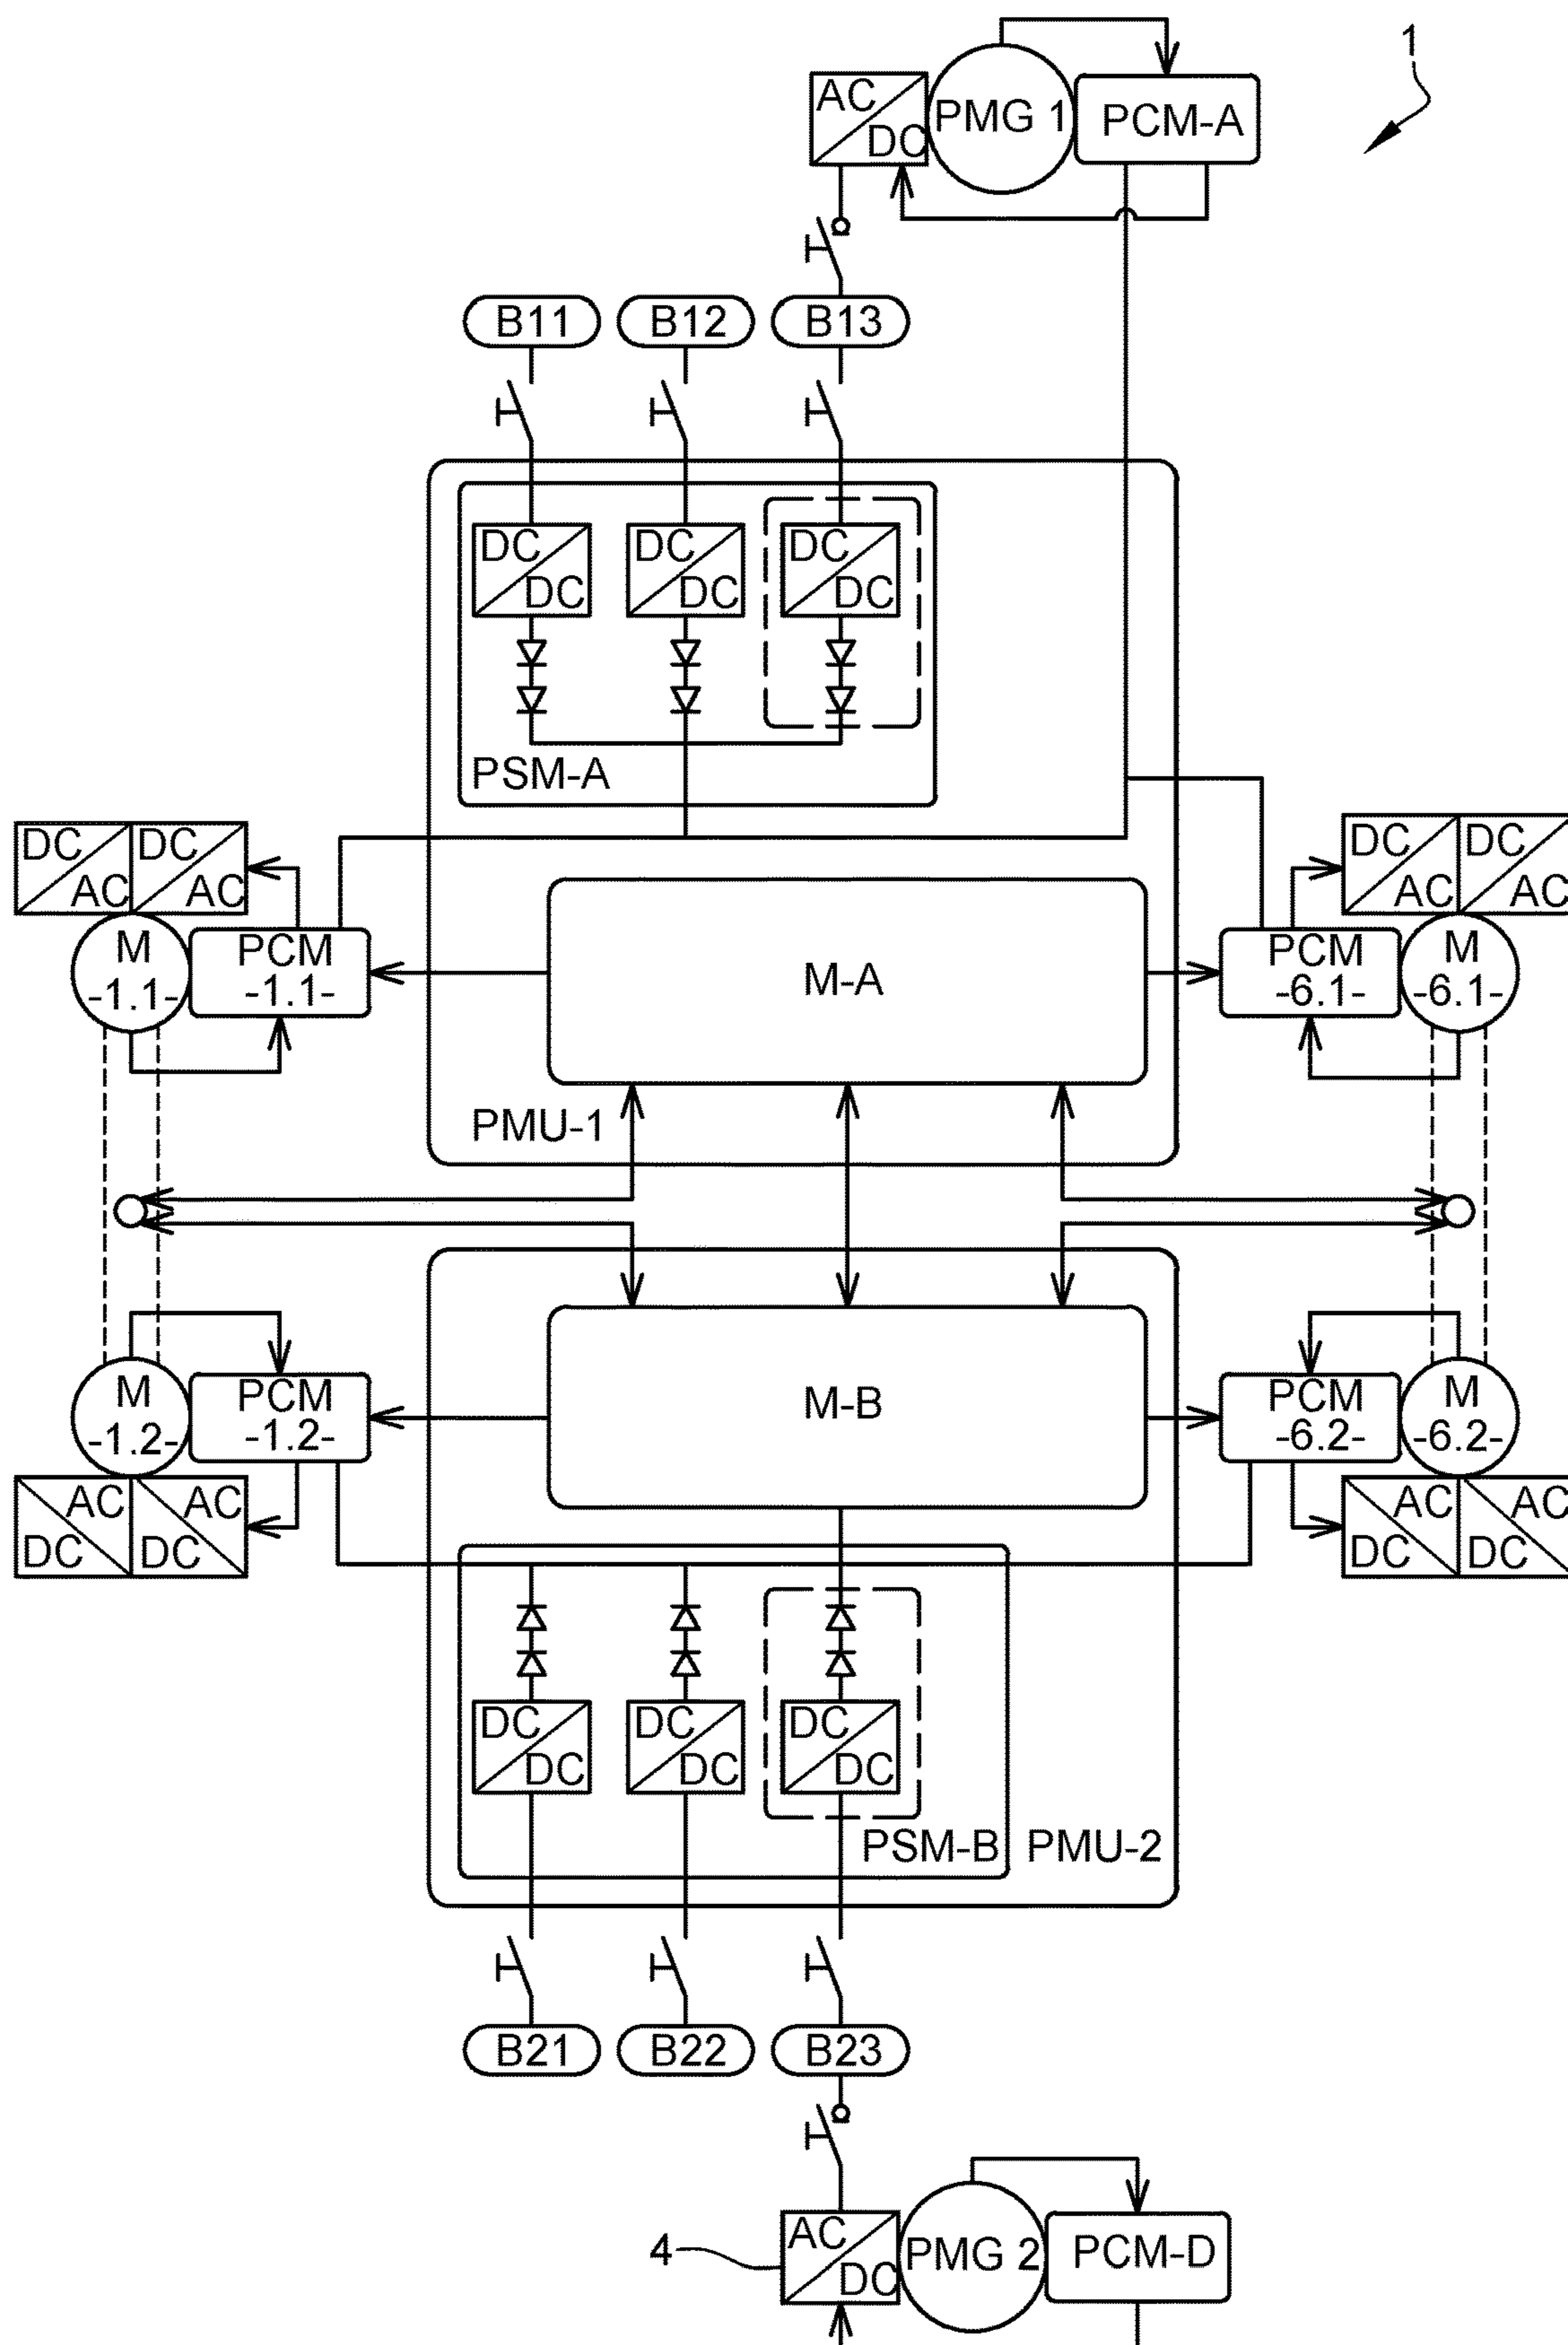 1
AC
DC
PMG 1
PCM-A
B11
B12
B13
DC
DC
DC
DC
DC
DC
PSM-A
DC
AC
DC
AC
DC
AC
DC
AC
M
-1.1-
PCM
-1.1-
M-A
PCM
-6.1-
M
-6.1-
PMU-1
M
-1.2-
PCM
-1.2-
M-B
PCM
-6.2-
M
-6.2-
AC
DC
AC
DC
AC
DC
AC
DC
DC
DC
DC
DC
DC
DC
PSM-B
PMU-2
B21
B22
B23
4
AC
DC
PMG 2
PCM-D